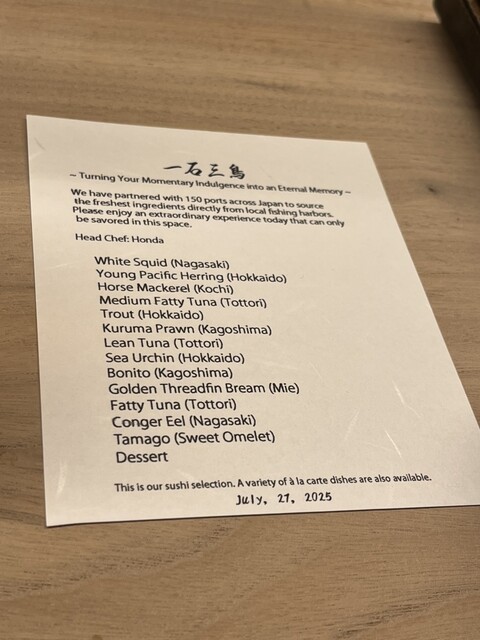 一石三鳥
– Turning Your Momentary Indulgence into an Eternal Memory –
We have partnered with 150 ports across Japan to source
the freshest ingredients directly from local fishing harbors.
Please enjoy an extraordinary experience today that can only
be savored in this space.
Head Chef: Honda
White Squid (Nagasaki)
Young Pacific Herring (Hokkaido)
Horse Mackerel (Kochi)
Medium Fatty Tuna (Tottori)
Trout (Hokkaido)
Kuruma Prawn (Kagoshima)
Lean Tuna (Tottori)
Sea Urchin (Hokkaido)
Bonito (Kagoshima)
Golden Threadfin Bream (Mie)
Fatty Tuna (Tottori)
Conger Eel (Nagasaki)
Tamago (Sweet Omelet)
Dessert
This is our sushi selection. A variety of à la carte dishes are also available.
July, 27, 2025